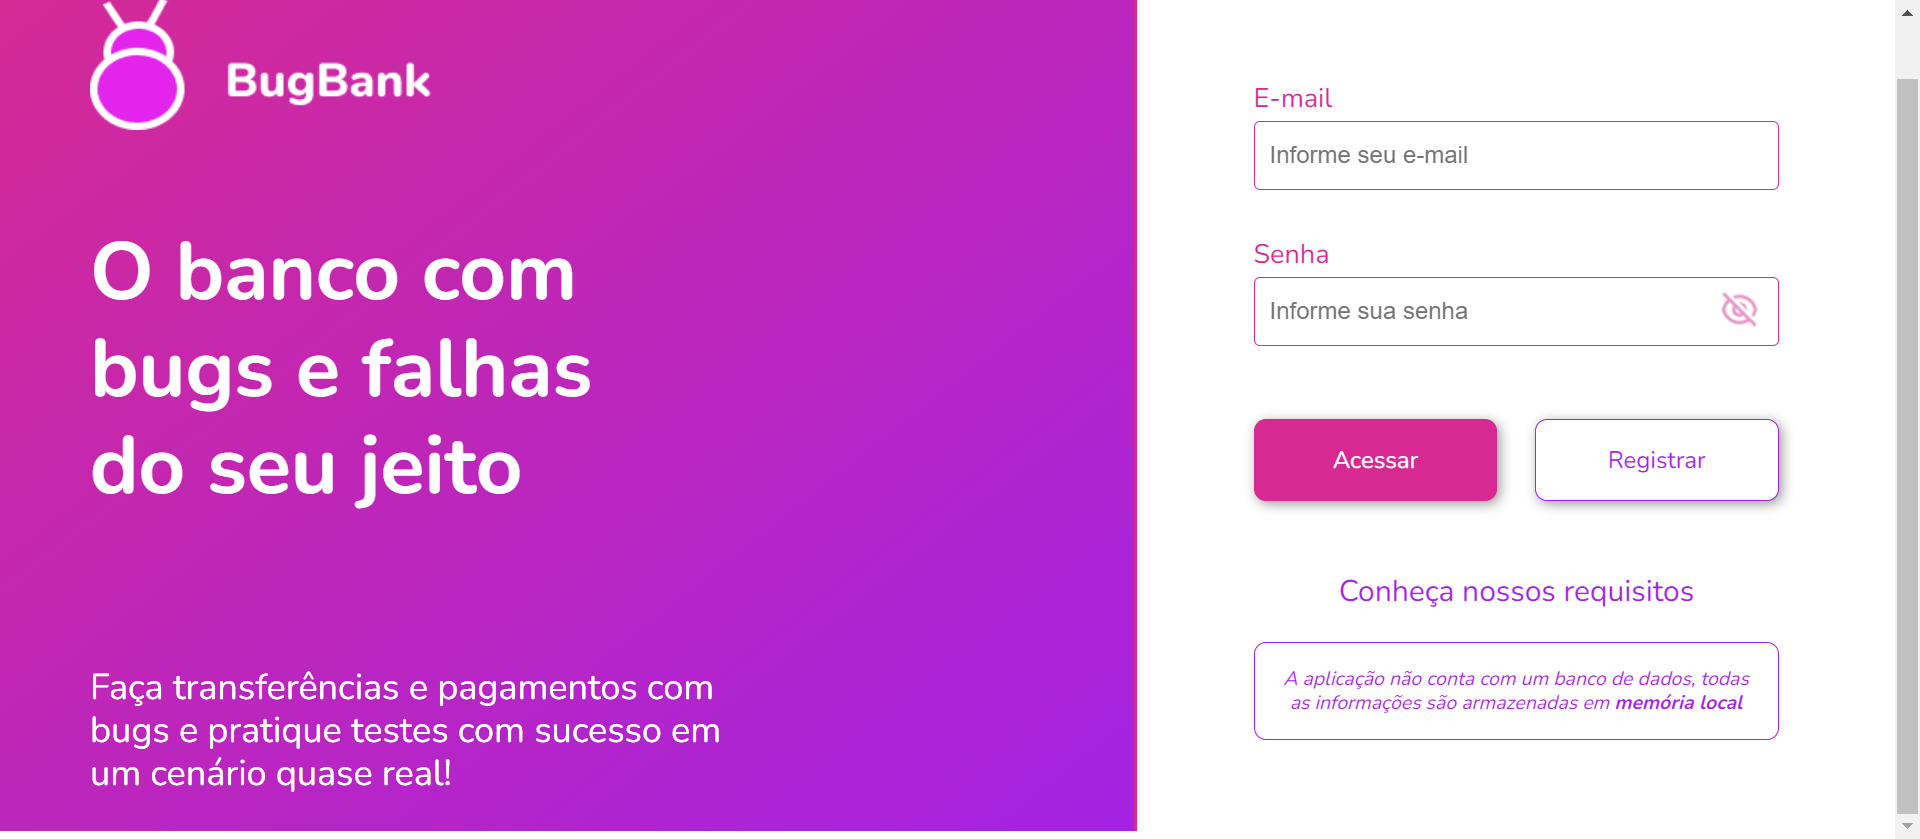 BugBank
O banco com
bugs e falhas
do seu jeito
Faça transferências e pagamentos com
bugs e pratique testes com sucesso em
um cenário quase real!
E-mail
Informe seu e-mail
Senha
Informe sua senha
Acessar
Registrar
Conheça nossos requisitos
A aplicação não conta com um banco de dados, todas
as informações são armazenadas em memória local